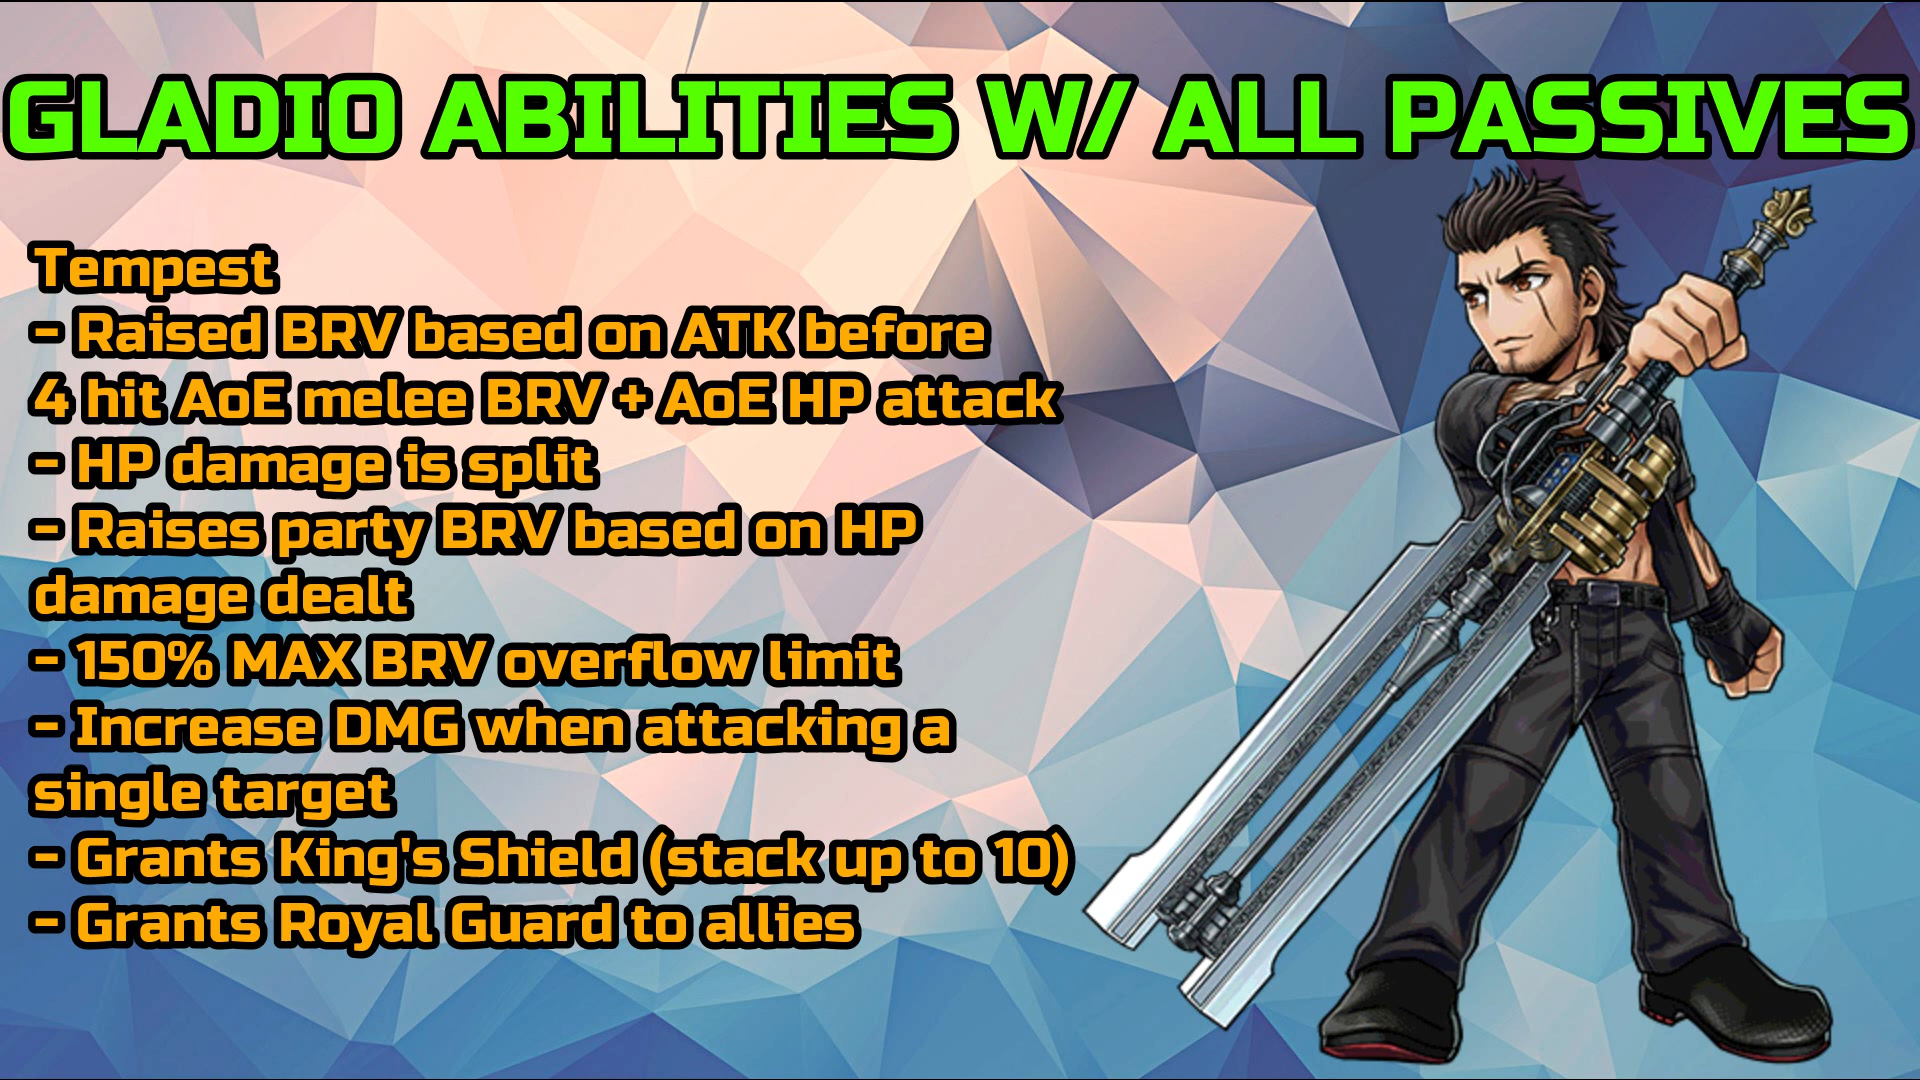 GLADIO ABILITIES W/ ALL PASSIVES
Tempest
- Raised BRV based on ATK before
4 hit AoE melee BRV + AoE HP attack
- HP damage is split
- Raises party BRV based on HP
damage dealt
- 150% MAX BRV overflow limit
- Increase DMG when attacking a
single target
- Grants King's Shield (stack up to 10)
- Grants Royal Guard to allies